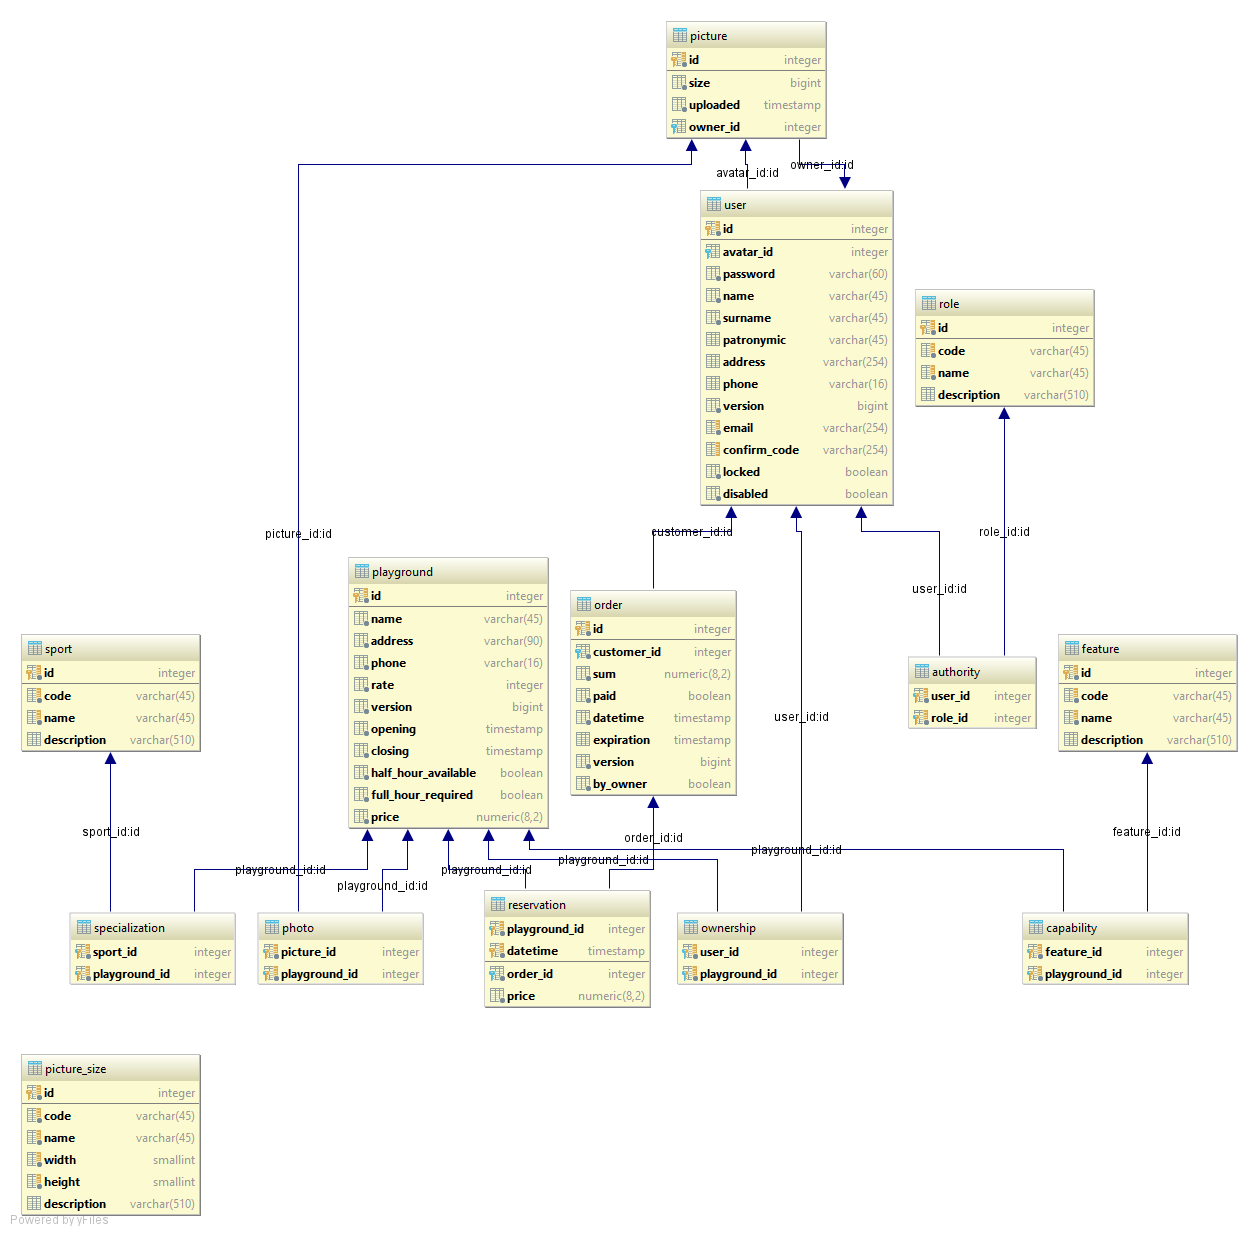 picture
id integer
size bigint
uploaded timestamp
owner_id integer
avatar_id:id
owner_id:id
user
id integer
avatar_id integer
password varchar(60)
name varchar(45)
surname varchar(45)
patronymic varchar(45)
address varchar(254)
phone varchar(16)
version bigint
email varchar(254)
confirm_code varchar(254)
locked boolean
disabled boolean
role
id integer
code varchar(45)
name varchar(45)
description varchar(510)
picture_id:id
customer_id:id
role_id:id
user_id:id
user_id:id
playground
id integer
name varchar(45)
address varchar(90)
phone varchar(16)
rate integer
version bigint
opening timestamp
closing timestamp
half_hour_available boolean
full_hour_required boolean
price numeric(8,2)
order
id integer
customer_id integer
sum numeric(8,2)
paid boolean
datetime timestamp
expiration timestamp
version bigint
by_owner boolean
sport
id integer
code varchar(45)
name varchar(45)
description varchar(510)
authority
user_id integer
role_id integer
feature
id integer
code varchar(45)
name varchar(45)
description varchar(510)
sport_id:id
order_id:id
feature_id:id
playground_id:id
playground_id:id
playground_id:id
playground_id:id
playground_id:id
specialization
sport_id integer
playground_id integer
photo
picture_id integer
playground_id integer
reservation
playground_id integer
datetime timestamp
order_id integer
price numeric(8,2)
ownership
user_id integer
playground_id integer
capability
feature_id integer
playground_id integer
picture_size
id integer
code varchar(45)
name varchar(45)
width smallint
height smallint
description varchar(510)
Powered by yFiles